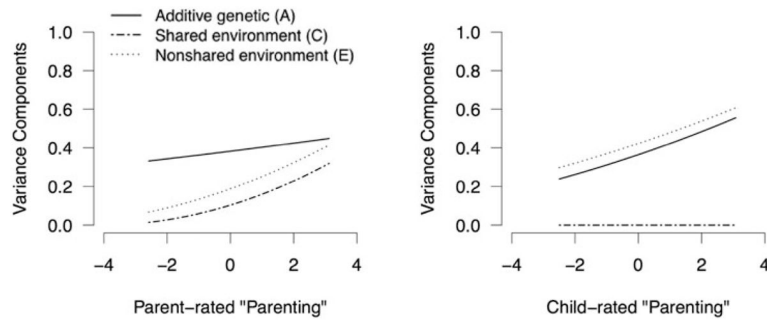 Additive genetic (A)
Shared environment (C)
Nonshared environment (E)
Variance Components
1.0
0.8
0.6
0.4
0.2
0.0
−4 −2 0 2 4
Parent−rated "Parenting"
Variance Components
1.0
0.8
0.6
0.4
0.2
0.0
−4 −2 0 2 4
Child−rated "Parenting"